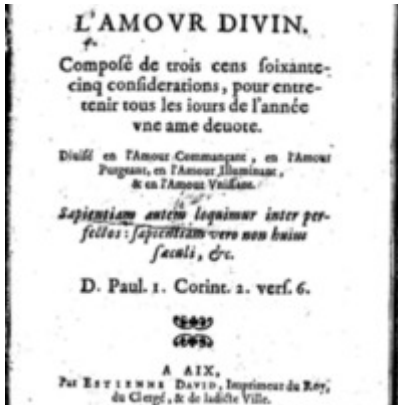 L'AMOVR DIVIN.
Composé de trois cens soixante-
cinq considerations, pour entre-
tenir tous les iours de l'année
vne ame deuote.
Diuisé en l'Amour Commançant, en l'Amour
Purgeant, en l'Amour Illuminant,
& en l'Amour Vnissant.
Sapientiam autem loquimur inter per-
fectos: sapientiam vero non huius
sæculi, &c.
D. Paul. 1. Corint. 2. vers. 6.
A AIX,
Par ESTIENNE DAVID, Imprimeur du Roy,
du Clergé, & de ladicte Ville.